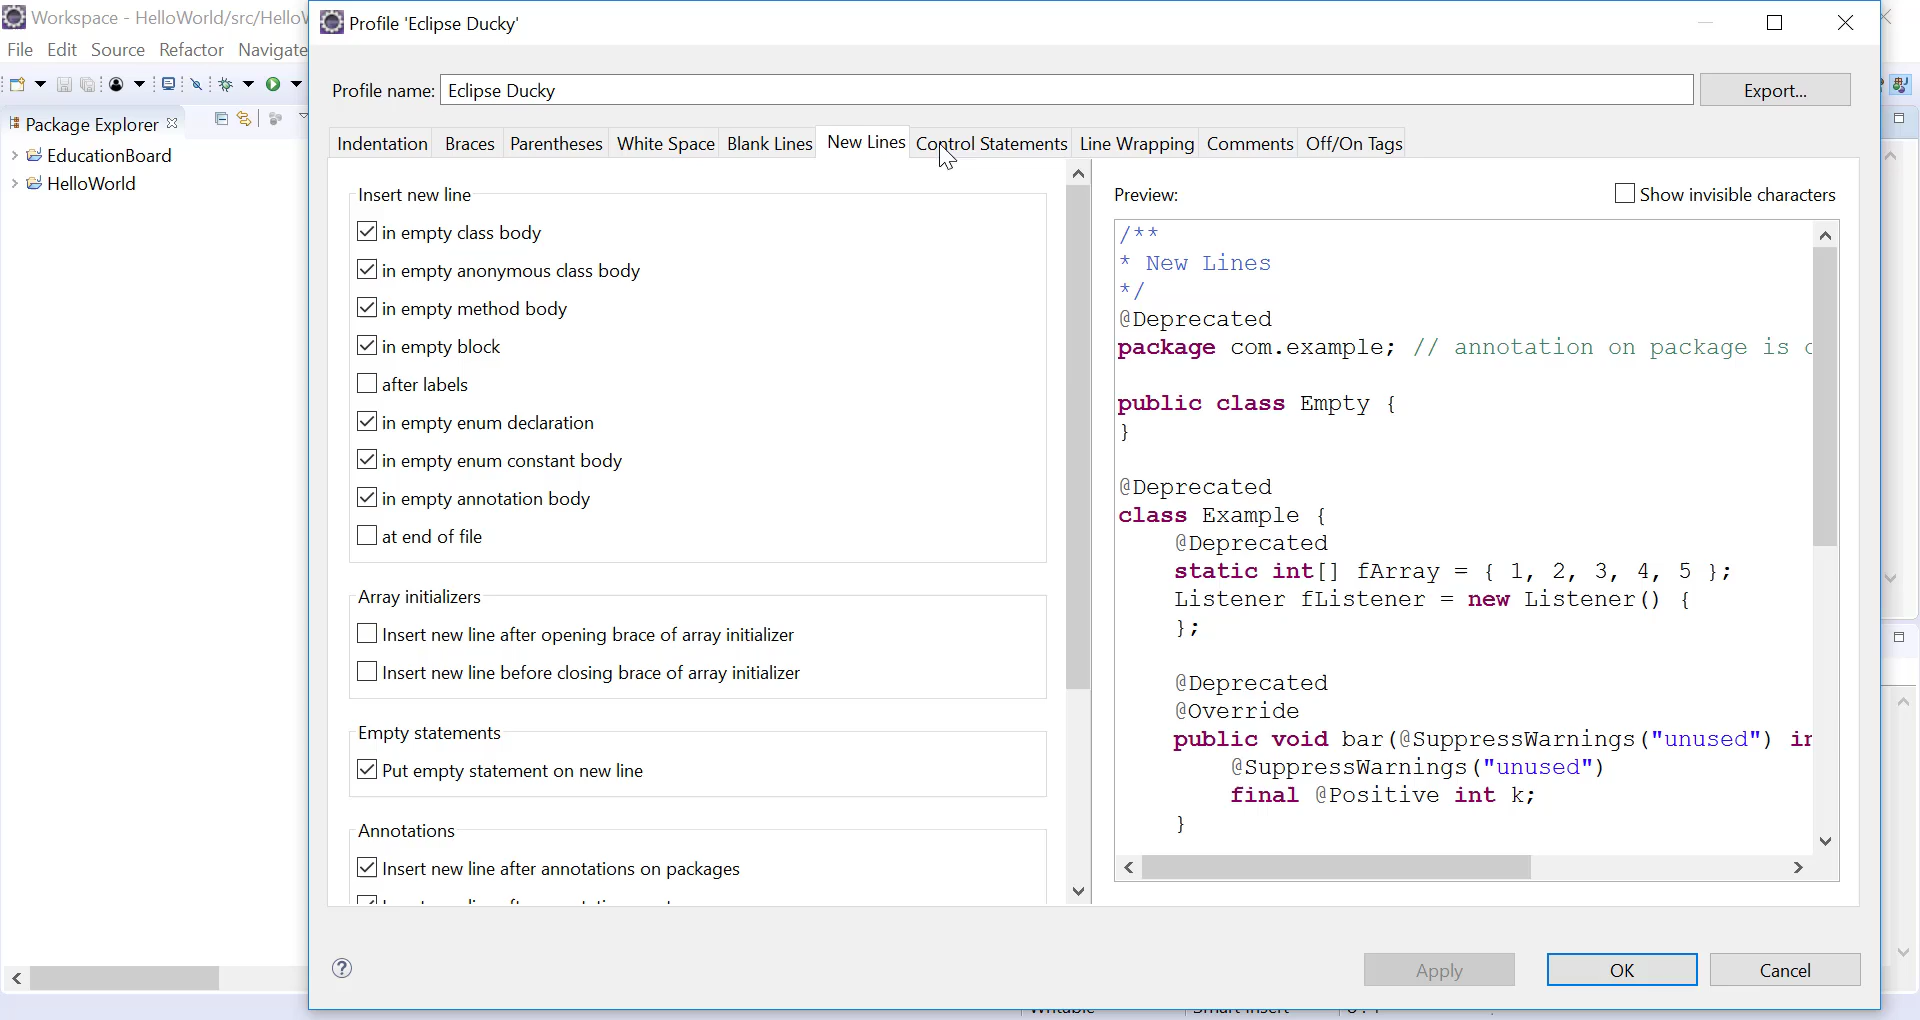 Workspace - HelloWorld/src/Hello
Profile 'Eclipse Ducky'
File Edit Source Refactor Navigate
Profile name: Eclipse Ducky Export...
Package Explorer
EducationBoard
HelloWorld
Indentation Braces Parentheses White Space Blank Lines New Lines Control Statements Line Wrapping Comments Off/On Tags
Insert new line
in empty class body
in empty anonymous class body
in empty method body
in empty block
after labels
in empty enum declaration
in empty enum constant body
in empty annotation body
at end of file
Array initializers
Insert new line after opening brace of array initializer
Insert new line before closing brace of array initializer
Empty statements
Put empty statement on new line
Annotations
Insert new line after annotations on packages
Preview: Show invisible characters
/**
* New Lines
*/
@Deprecated
package com.example; // annotation on package is
public class Empty {
}
@Deprecated
class Example {
@Deprecated
static int[] fArray = { 1, 2, 3, 4, 5 };
Listener fListener = new Listener() {
};
@Deprecated
@Override
public void bar(@SuppressWarnings("unused")
@SuppressWarnings("unused")
final @Positive int k;
}
Apply OK Cancel